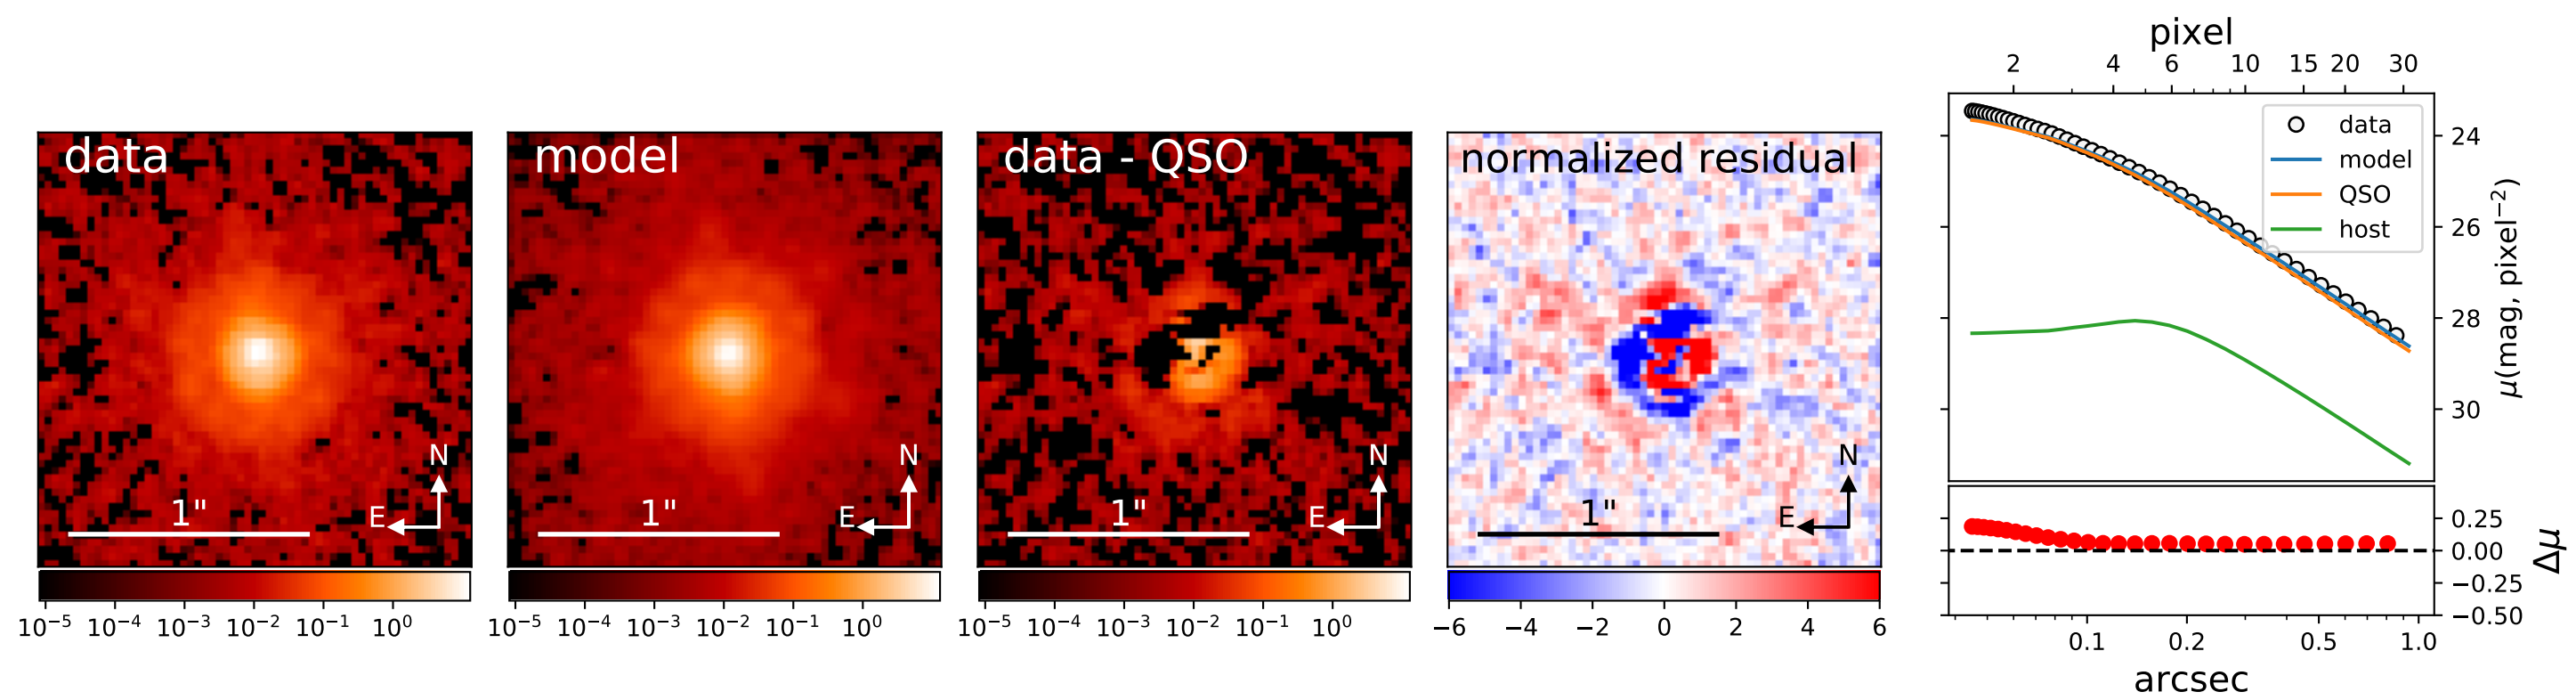 data
1"
N
E
10⁻⁵ 10⁻⁴ 10⁻³ 10⁻² 10⁻¹ 10⁰
model
1"
N
E
10⁻⁵ 10⁻⁴ 10⁻³ 10⁻² 10⁻¹ 10⁰
data - QSO
1"
N
E
10⁻⁵ 10⁻⁴ 10⁻³ 10⁻² 10⁻¹ 10⁰
normalized residual
1"
N
E
−6 −4 −2 0 2 4 6
pixel
2 4 6 10 15 20 30
data
model
QSO
host
24
26
28
30
μ(mag, pixel⁻²)
0.25
0.00
−0.25
−0.50
Δμ
0.1 0.2 0.5 1.0
arcsec